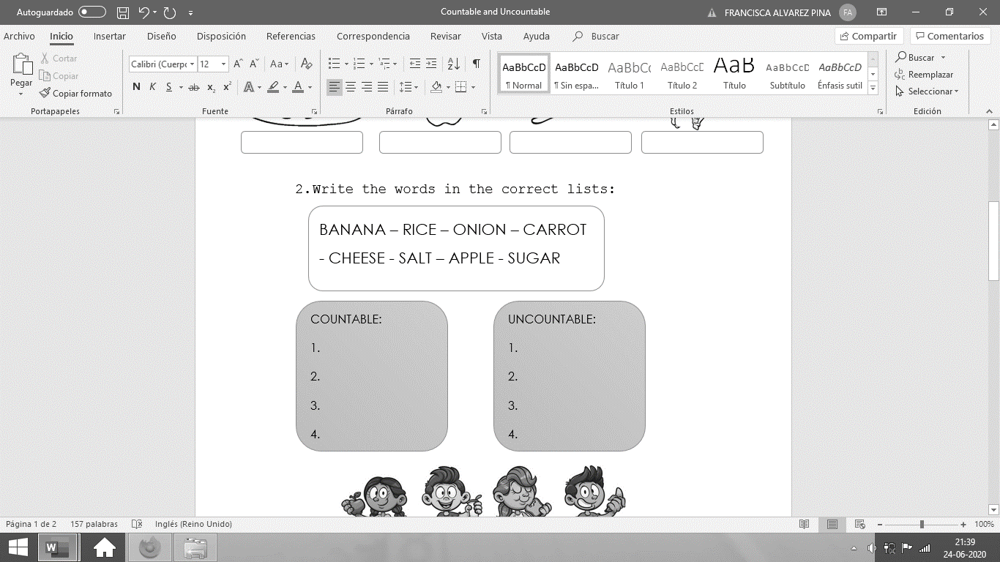 Autoguardado
Countable and Uncountable
FRANCISCA ALVAREZ PINA FA
Archivo Inicio Insertar Diseño Disposición Referencias Correspondencia Revisar Vista Ayuda Buscar Compartir Comentarios
Pegar
Cortar
Copiar
Copiar formato
Portapapeles
Calibri (Cuerp 12 A A Aa A
N K S ab x₂ x² A A
Fuente
Párrafo
AaBbCcD AaBbCcD AaBbCc AaBbCcD AaB AaBbCcD AaBbCcD
¶ Normal ¶ Sin espa... Título 1 Título 2 Título Subtítulo Énfasis sutil
Estilos
Buscar
Reemplazar
Seleccionar
Edición
2.Write the words in the correct lists:
BANANA – RICE – ONION – CARROT
- CHEESE - SALT – APPLE - SUGAR
COUNTABLE:
1.
2.
3.
4.
UNCOUNTABLE:
1.
2.
3.
4.
Página 1 de 2 157 palabras Inglés (Reino Unido) 100%
W
21:39
24-06-2020